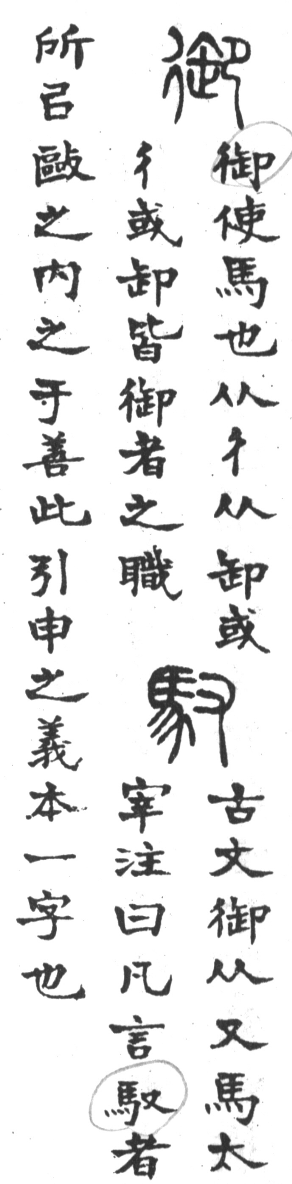 御
御使馬也从彳从卸或
彳或卸皆御者之職
馭
古文御从又馬太
宰注曰凡言馭者
所㠯敺之内之于善此引申之義本一字也